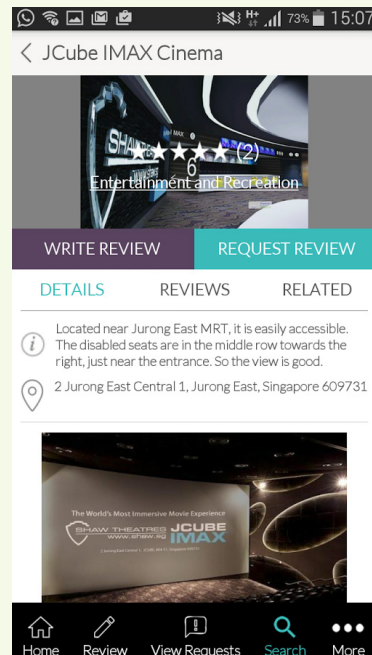 H+
73%
15:07
JCube IMAX Cinema
SHAW THEATRES
MAX 6
(2)
6
Entertainment and Recreation
WRITE REVIEW
REQUEST REVIEW
DETAILS
REVIEWS
RELATED
Located near Jurong East MRT, it is easily accessible.
The disabled seats are in the middle row towards the
right, just near the entrance. So the view is good.
2 Jurong East Central 1, Jurong East, Singapore 609731
The World's Most Immersive Movie Experience
SHAW THEATRES JCUBE
www.shaw.sg IMAX
Home
Review
View Requests
Search
More